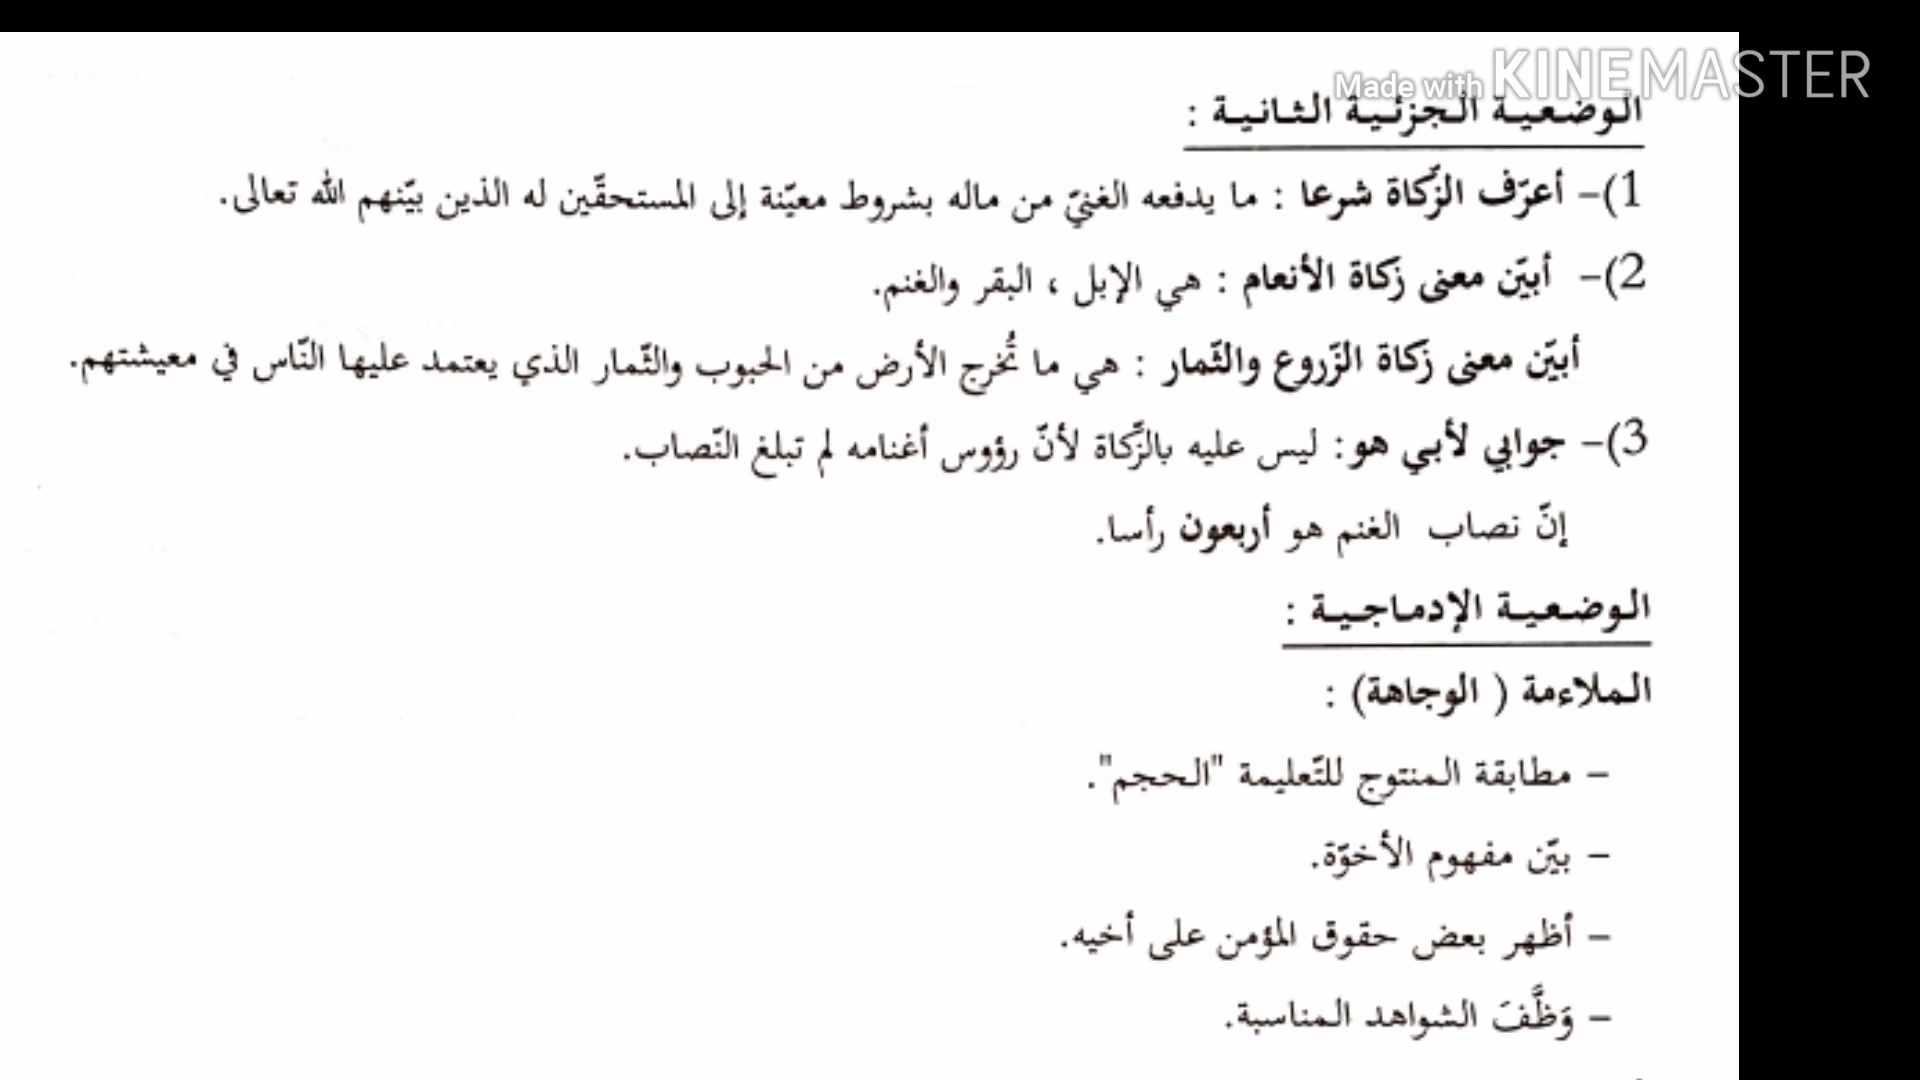 Made with KINEMASTER
الوضعية الجزئية الثانية :
1)- أعرّف الزّكاة شرعا : ما يدفعه الغنيّ من ماله بشروط معيّنة إلى المستحقّين له الذين بيّنهم الله تعالى.
2)- أبيّن معنى زكاة الأنعام : هي الإبل ، البقر والغنم.
أبيّن معنى زكاة الزّروع والثّمار : هي ما تُخرج الأرض من الحبوب والثّمار الذي يعتمد عليها النّاس في معيشتهم.
3)- جوابي لأبي هو : ليس عليه بالزّكاة لأنّ رؤوس أغنامه لم تبلغ النّصاب.
إنّ نصاب الغنم هو أربعون رأسا.
الوضعية الإدماجية :
الملاءمة ( الوجاهة) :
- مطابقة المنتوج للتّعليمة "الحجم".
- بيّن مفهوم الأخوّة.
- أظهر بعض حقوق المؤمن على أخيه.
- وَظَّفَ الشواهد المناسبة.